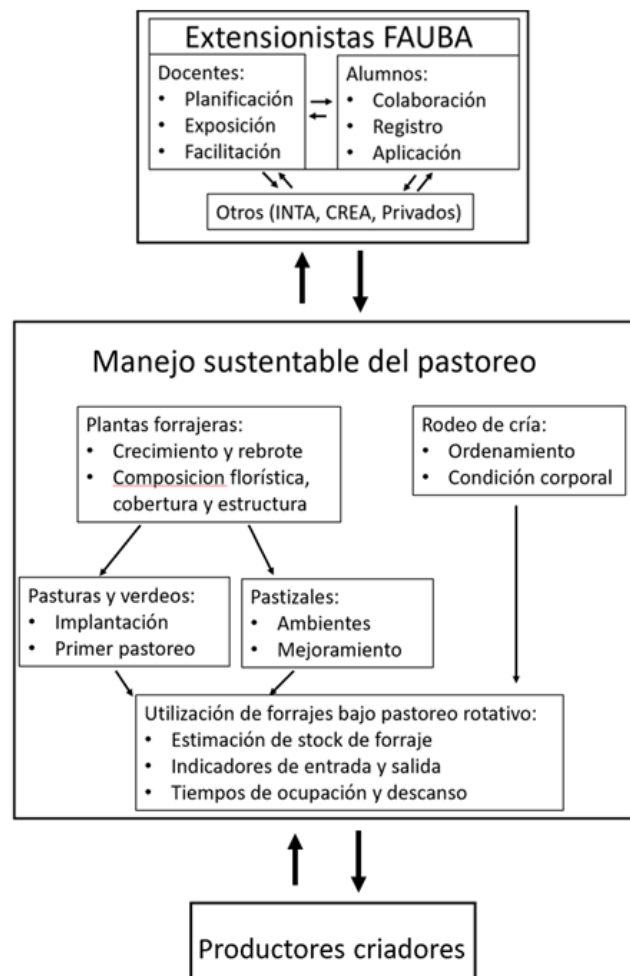 Extensionistas FAUBA
Docentes:
• Planificación
• Exposición
• Facilitación
Alumnos:
• Colaboración
• Registro
• Aplicación
Otros (INTA, CREA, Privados)
Manejo sustentable del pastoreo
Plantas forrajeras:
• Crecimiento y rebrote
• Composicion florística,
cobertura y estructura
Rodeo de cría:
• Ordenamiento
• Condición corporal
Pasturas y verdeos:
• Implantación
• Primer pastoreo
Pastizales:
• Ambientes
• Mejoramiento
Utilización de forrajes bajo pastoreo rotativo:
• Estimación de stock de forraje
• Indicadores de entrada y salida
• Tiempos de ocupación y descanso
Productores criadores